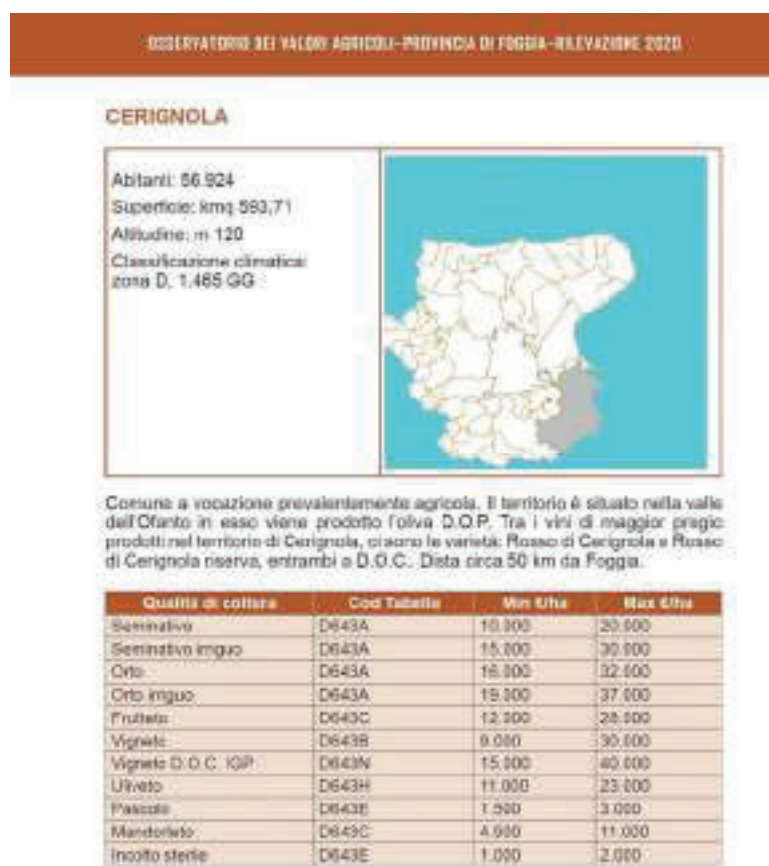 OSSERVATORIO DEI VALORI AGRICOLI-PROVINCIA DI FOGGIA-RILEVAZIONE 2020
CERIGNOLA
Abitanti: 56.924
Superficie: kmq 593,71
Altitudine: m 120
Classificazione climatica:
zona D, 1.465 GG
Comune a vocazione prevalentemente agricola. Il territorio è situato nella valle
dell'Ofanto in esso viene prodotto l'oliva D.O.P. Tra i vini di maggior pregio
prodotti nel territorio di Cerignola, ci sono le varietà: Rosso di Cerignola e Rosso
di Cerignola riserva, entrambi a D.O.C.. Dista circa 50 km da Foggia.
Qualità di coltura Cod Tabella Min €/ha Max €/ha
Seminativo D643A 10.000 20.000
Seminativo irriguo D643A 15.000 30.000
Orto D643A 16.000 32.000
Orto irriguo D643A 19.000 37.000
Frutteto D643C 12.000 28.000
Vigneto D643B 9.000 30.000
Vigneto D.O.C. IGP D643N 15.000 40.000
Uliveto D643H 11.000 23.000
Pascolo D643E 1.500 3.000
Mandorleto D643C 11.000
Incolto sterile D643E 1.000 2.000